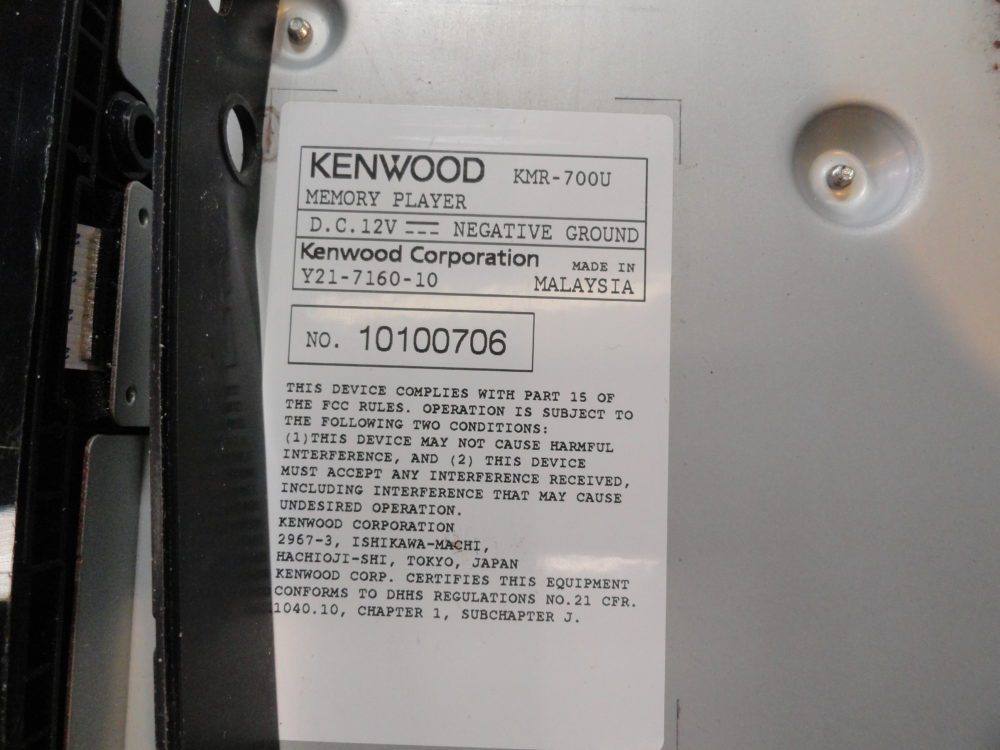 KENWOOD KMR-700U
MEMORY PLAYER
D.C.12V NEGATIVE GROUND
Kenwood Corporation MADE IN
Y21-7160-10 MALAYSIA
NO. 10100706
THIS DEVICE COMPLIES WITH PART 15 OF
THE FCC RULES. OPERATION IS SUBJECT TO
THE FOLLOWING TWO CONDITIONS:
(1)THIS DEVICE MAY NOT CAUSE HARMFUL
INTERFERENCE, AND (2) THIS DEVICE
MUST ACCEPT ANY INTERFERENCE RECEIVED,
INCLUDING INTERFERENCE THAT MAY CAUSE
UNDESIRED OPERATION.
KENWOOD CORPORATION
2967-3, ISHIKAWA-MACHI,
HACHIOJI-SHI, TOKYO, JAPAN
KENWOOD CORP. CERTIFIES THIS EQUIPMENT
CONFORMS TO DHHS REGULATIONS NO.21 CFR.
1040.10, CHAPTER 1, SUBCHAPTER J.